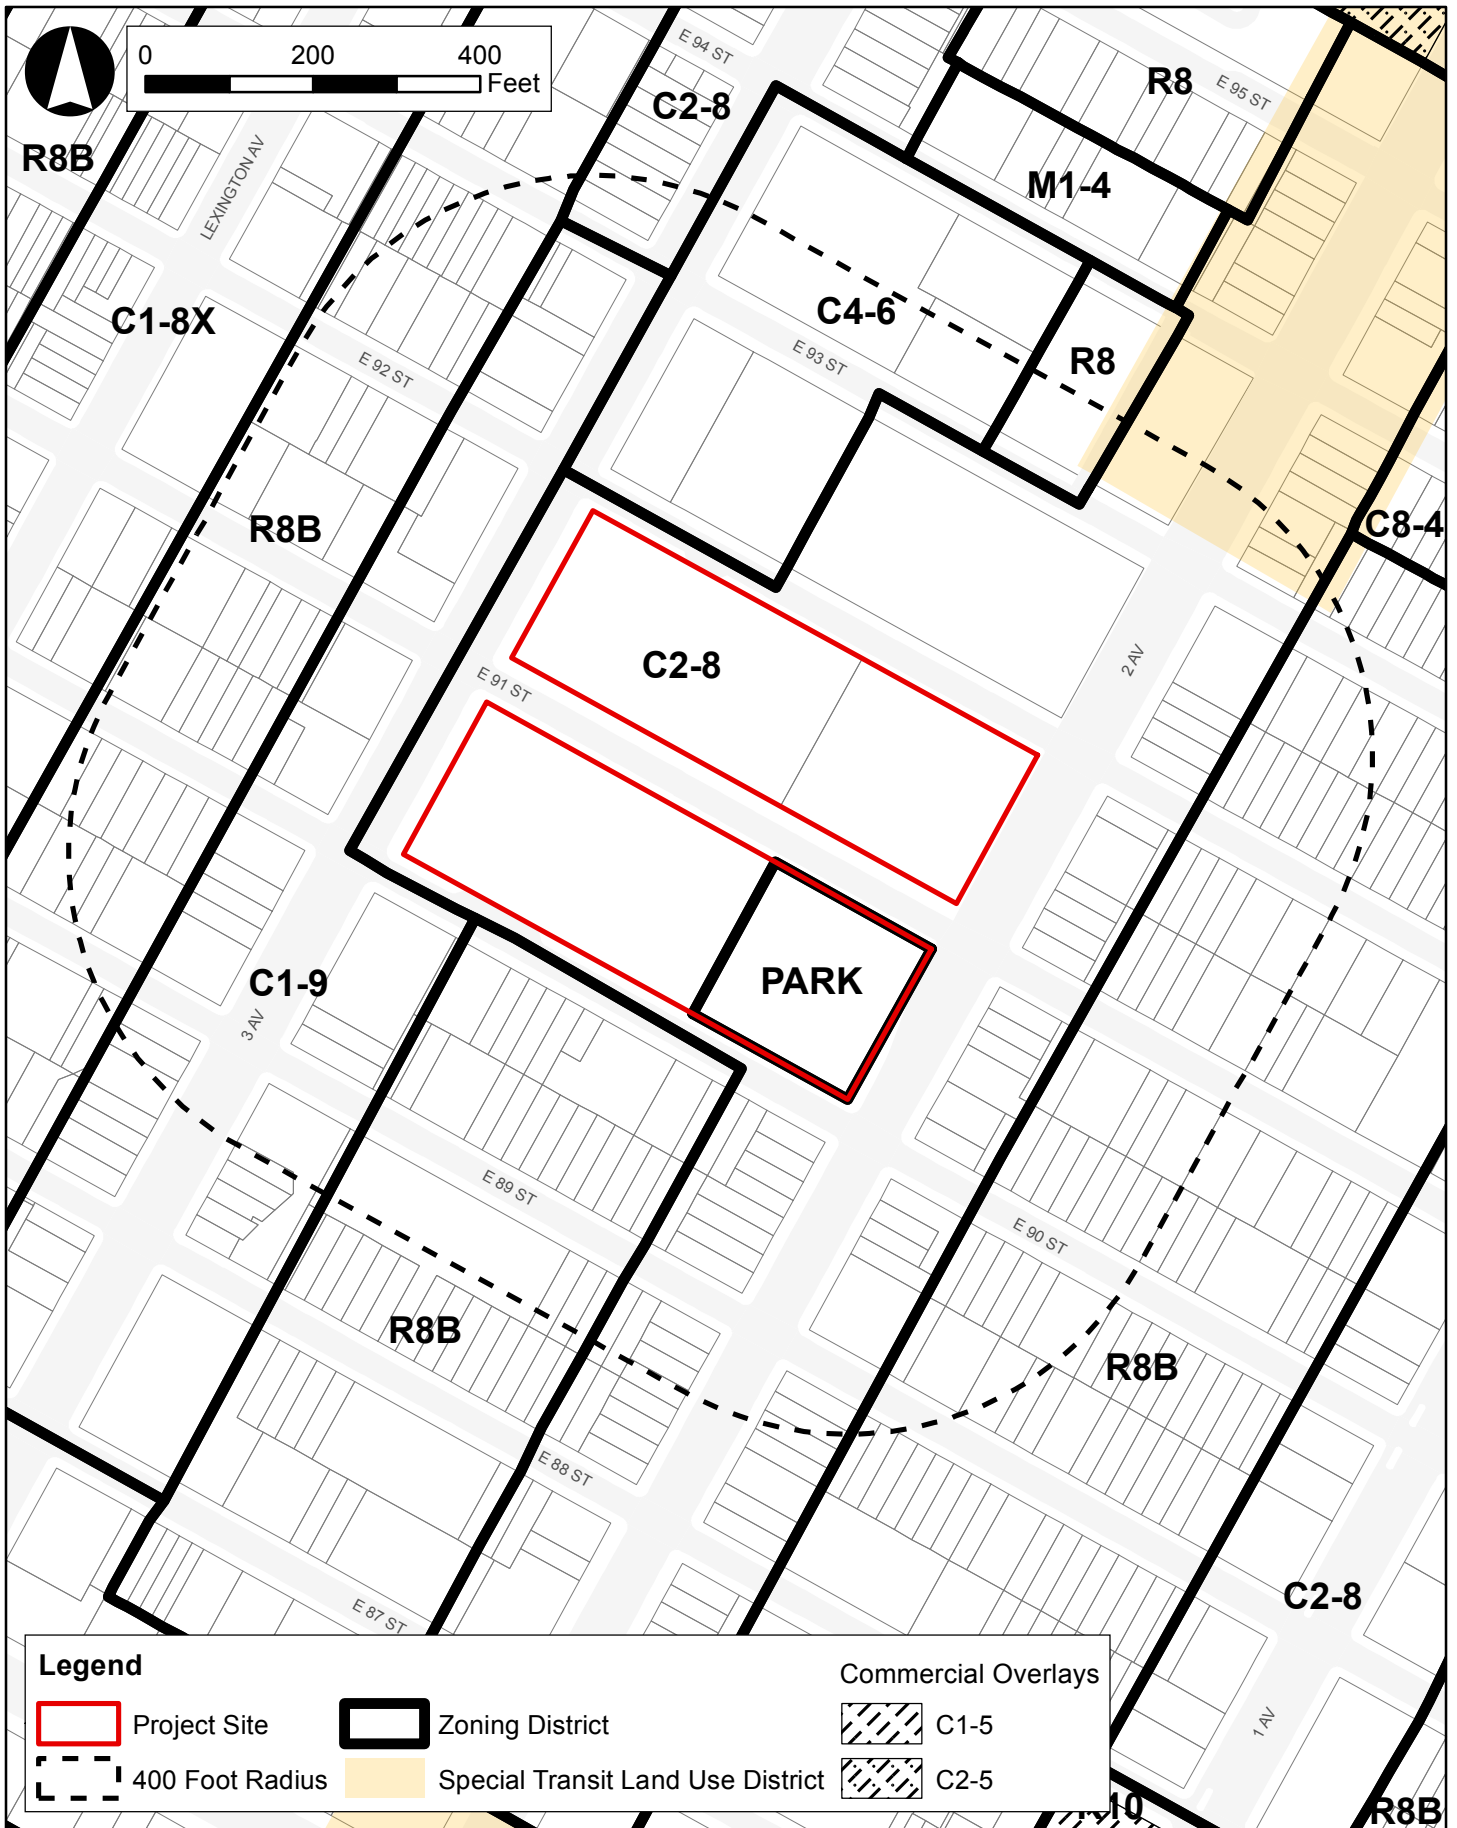 0 200 400
Feet
E 94 ST
C2-8
R8
E 95 ST
R8B
LEXINGTON AV
M1-4
C1-8X
C4-6
E 92 ST
E 93 ST
R8
R8B
C8-4
C2-8
E 91 ST
2 AV
PARK
C1-9
3 AV
E 89 ST
E 90 ST
R8B
R8B
E 88 ST
C2-8
E 87 ST
1 AV
Legend
Project Site
Zoning District
400 Foot Radius
Special Transit Land Use District
Commercial Overlays
C1-5
C2-5
R8B